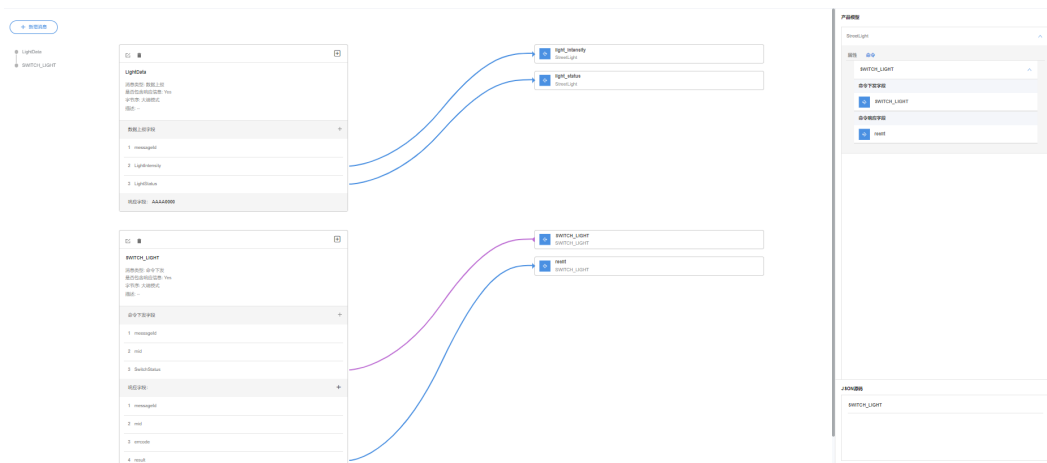 + 新增消息
LightData
SWITCH_LIGHT
LightData
消息类型: 数据上报
是否包含响应信息: Yes
字节序: 大端模式
描述: --
数据上报字段
+
1 messageId
2 LightIntensity
3 LightStatus
响应字段: AAAA0000
light_intensity
StreetLight
light_status
StreetLight
SWITCH_LIGHT
消息类型: 命令下发
是否包含响应信息: Yes
字节序: 大端模式
描述: --
命令下发字段
+
1 messageId
2 mid
3 SwitchStatus
响应字段:
+
1 messageId
2 mid
3 errcode
4 result
SWITCH_LIGHT
SWITCH_LIGHT
result
SWITCH_LIGHT
产品模型
StreetLight
属性 命令
SWITCH_LIGHT
命令下发字段
SWITCH_LIGHT
命令响应字段
result
JSON源码
SWITCH_LIGHT